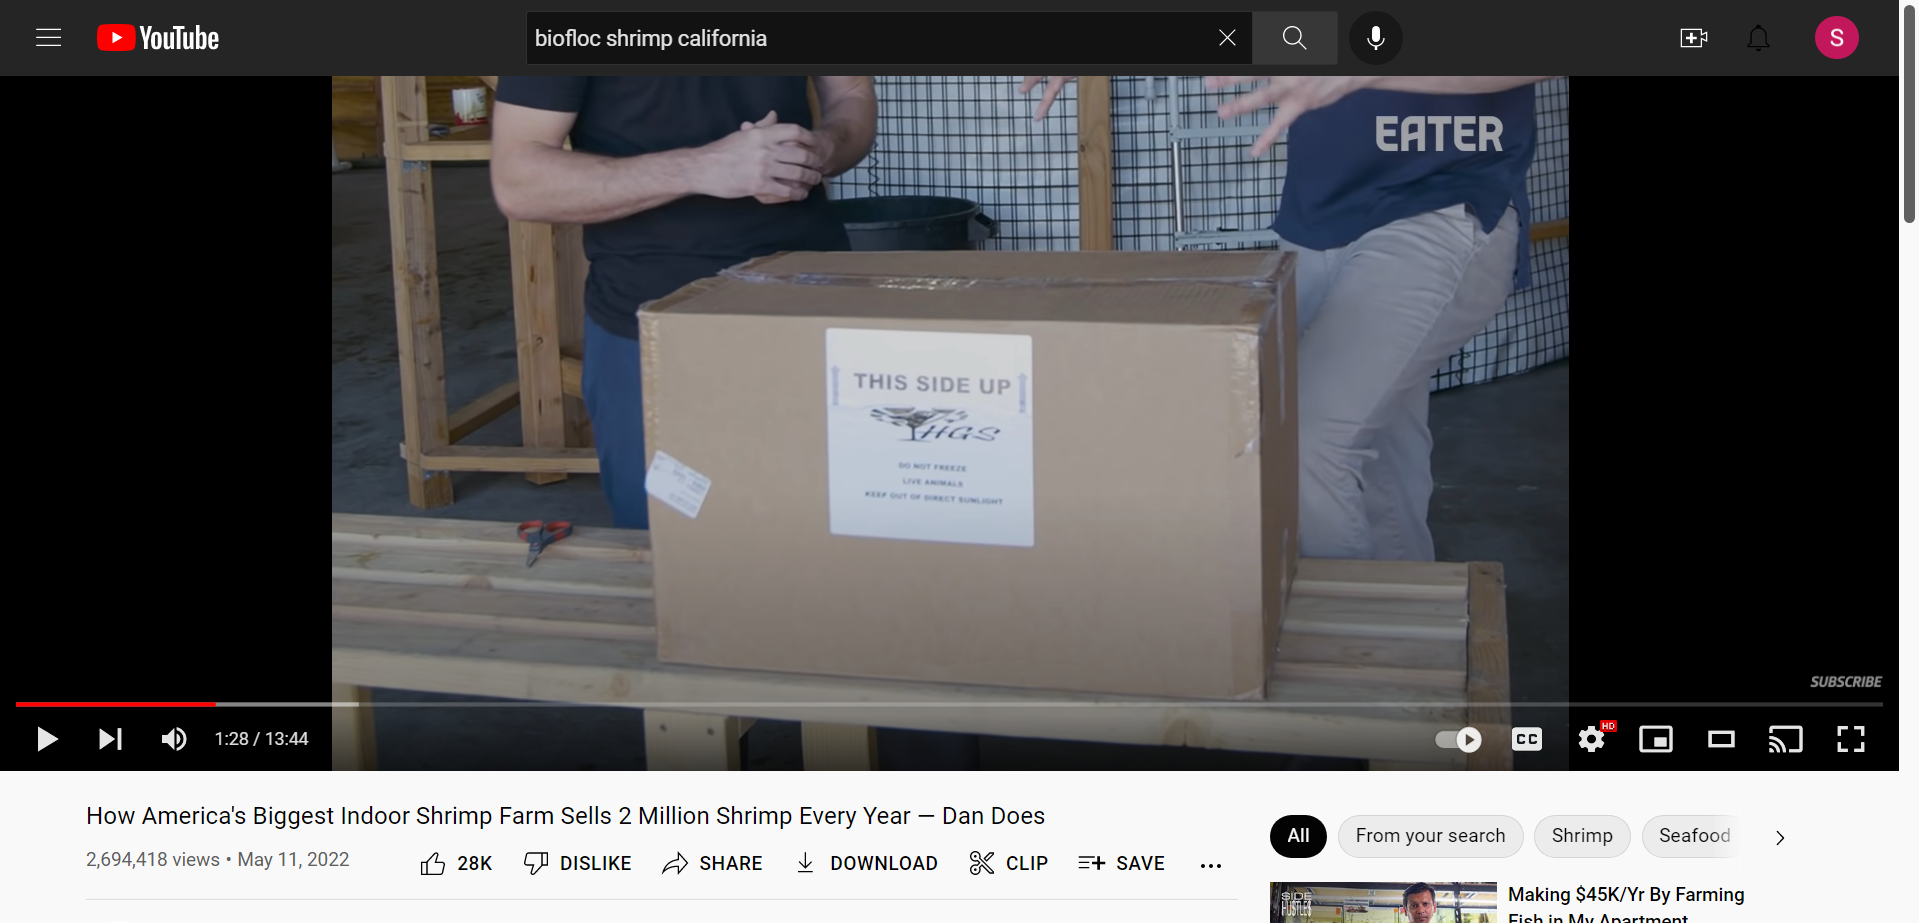 YouTube
biofloc shrimp california
S
EATER
THIS SIDE UP
HGS
DO NOT FREEZE
LIVE ANIMALS
KEEP OUT OF DIRECT SUNLIGHT
SUBSCRIBE
1:28 / 13:44
CC
HD
How America's Biggest Indoor Shrimp Farm Sells 2 Million Shrimp Every Year — Dan Does
2,694,418 views • May 11, 2022
28K
DISLIKE
SHARE
DOWNLOAD
CLIP
SAVE
All
From your search
Shrimp
Seafood
SIDE
HUSTLES
Making $45K/Yr By Farming
Fish in My Apartment